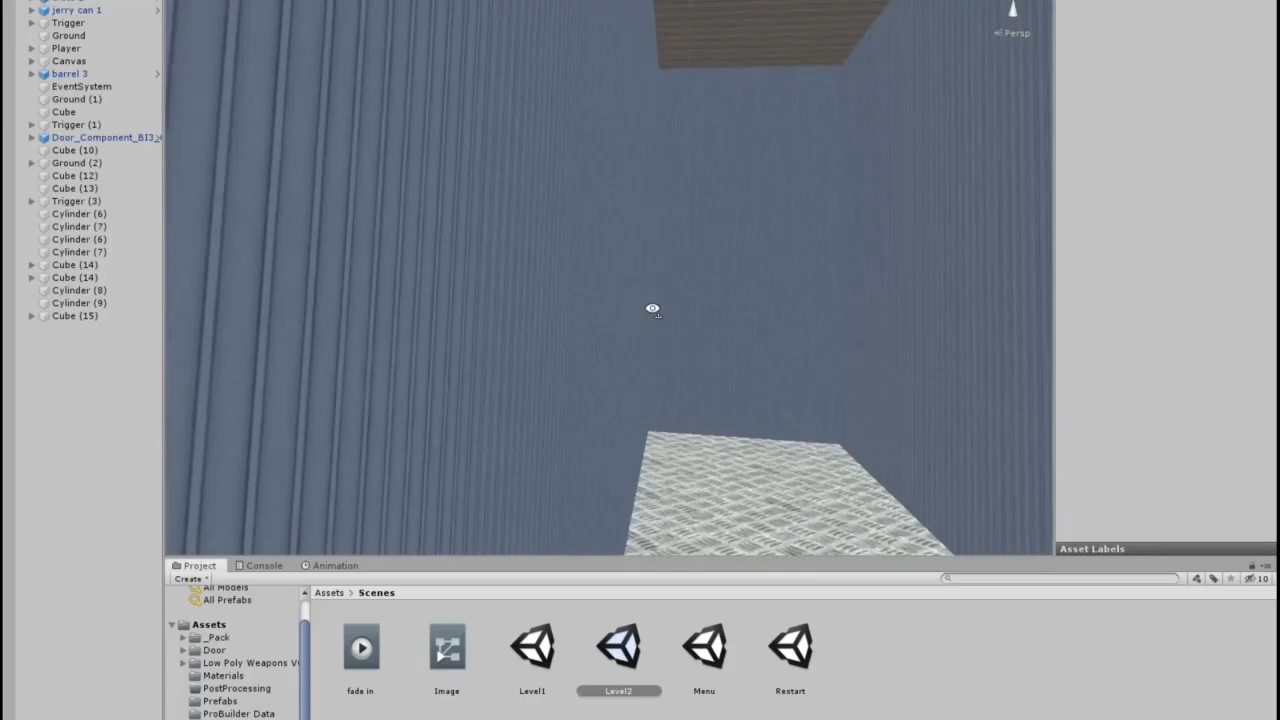 jerry can 1
Trigger
Ground
Player
Canvas
barrel 3
EventSystem
Ground (1)
Cube
Trigger (1)
Door_Component_BI3_
Cube (10)
Ground (2)
Cube (12)
Cube (13)
Trigger (3)
Cylinder (6)
Cylinder (7)
Cylinder (6)
Cylinder (7)
Cube (14)
Cube (14)
Cylinder (8)
Cylinder (9)
Cube (15)
Persp
Asset Labels
Project Console Animation
Create 10
All Models
All Prefabs
Assets > Scenes
Assets
_Pack
Door
Low Poly Weapons
Materials
PostProcessing
Prefabs
ProBuilder Data
fade in Image Level1 Level2 Menu Restart